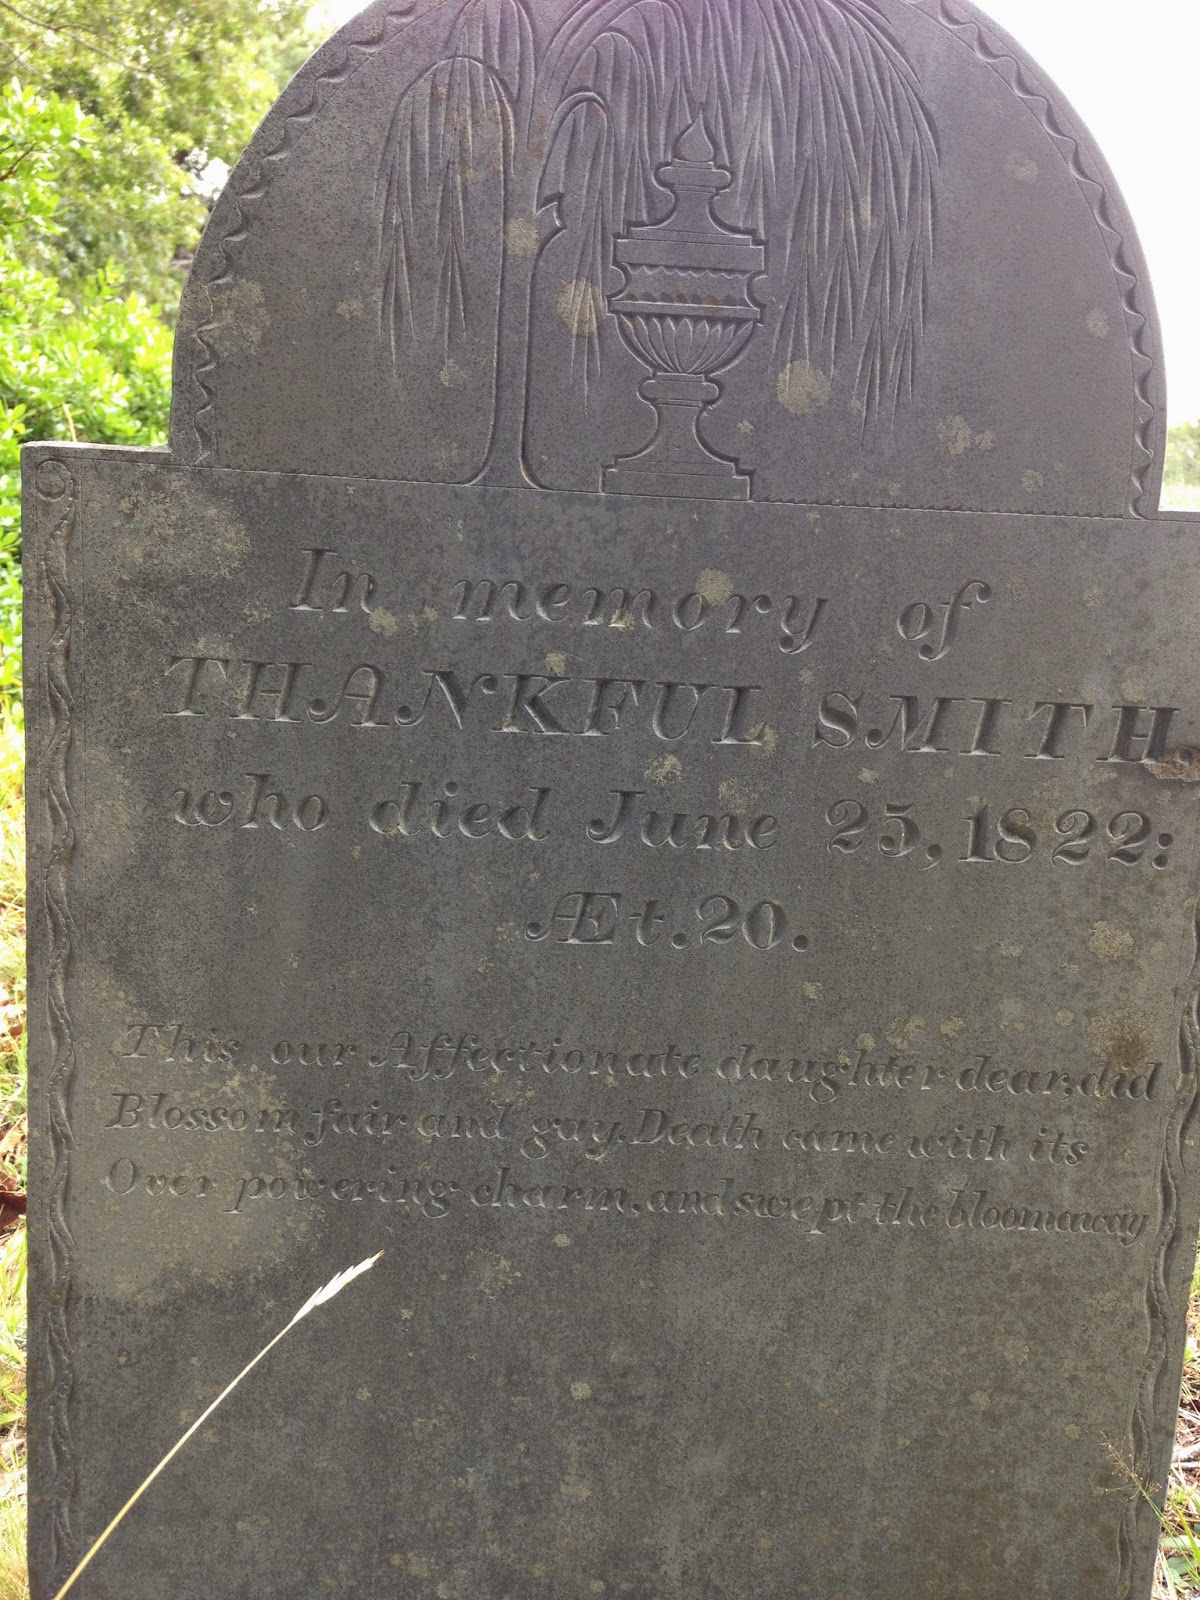 In memory of
THANKFUL SMITH.
who died June 25, 1822:
Æt. 20.
This our Affectionate daughter dear, did
Blossom fair and gay, Death came with its
Over powering charm, and swept the bloom away